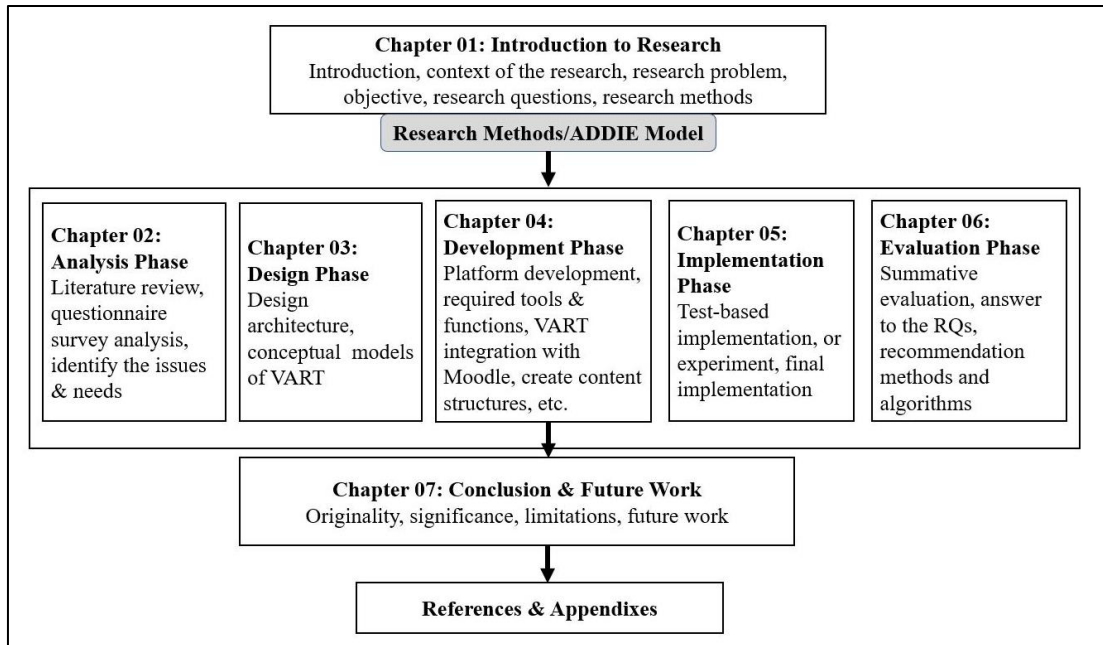 Chapter 01: Introduction to Research
Introduction, context of the research, research problem,
objective, research questions, research methods
Research Methods/ADDIE Model
Chapter 02:
Analysis Phase
Literature review,
questionnaire
survey analysis,
identify the issues
& needs
Chapter 03:
Design Phase
Design
architecture,
conceptual models
of VART
Chapter 04:
Development Phase
Platform development,
required tools &
functions, VART
integration with
Moodle, create content
structures, etc.
Chapter 05:
Implementation
Phase
Test-based
implementation, or
experiment, final
implementation
Chapter 06:
Evaluation Phase
Summative
evaluation, answer
to the RQs,
recommendation
methods and
algorithms
Chapter 07: Conclusion & Future Work
Originality, significance, limitations, future work
References & Appendixes